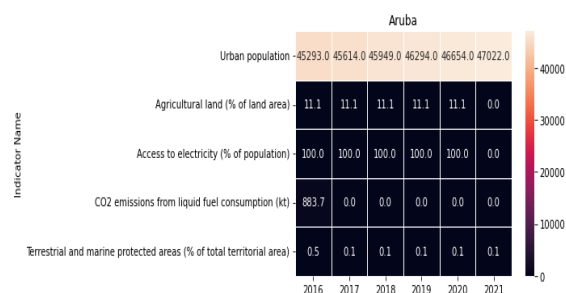 Aruba
Indicator Name
Urban population 45293.0 45614.0 45949.0 46294.0 46654.0 47022.0
Agricultural land (% of land area) 11.1 11.1 11.1 11.1 11.1 0.0
Access to electricity (% of population) 100.0 100.0 100.0 100.0 100.0 0.0
CO2 emissions from liquid fuel consumption (kt) 883.7 0.0 0.0 0.0 0.0 0.0
Terrestrial and marine protected areas (% of total territorial area) 0.5 0.1 0.1 0.1 0.1 0.1
2016 2017 2018 2019 2020 2021
40000
30000
20000
10000
0